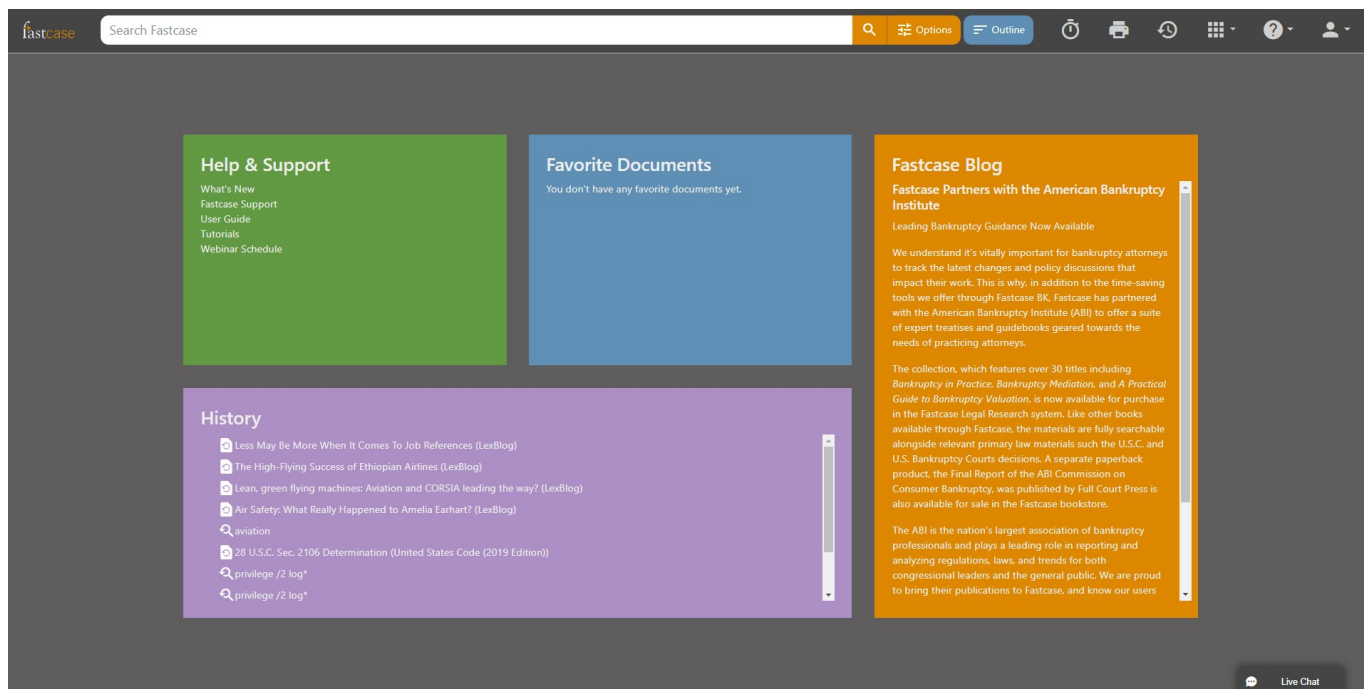 fastcase
Search Fastcase
Options
Outline
Help & Support
What's New
Fastcase Support
User Guide
Tutorials
Webinar Schedule
Favorite Documents
You don't have any favorite documents yet.
Fastcase Blog
Fastcase Partners with the American Bankruptcy
Institute
Leading Bankruptcy Guidance Now Available
We understand it's vitally important for bankruptcy attorneys
to track the latest changes and policy discussions that
impact their work. This is why, in addition to the time-saving
tools we offer through Fastcase BK, Fastcase has partnered
with the American Bankruptcy Institute (ABI) to offer a suite
of expert treatises and guidebooks geared towards the
needs of practicing attorneys.
The collection, which features over 30 titles including
Bankruptcy in Practice, Bankruptcy Mediation, and A Practical
Guide to Bankruptcy Valuation, is now available for purchase
in the Fastcase Legal Research system. Like other books
available through Fastcase, the materials are fully searchable
alongside relevant primary law materials such the U.S.C. and
U.S. Bankruptcy Courts decisions. A separate paperback
product, the Final Report of the ABI Commission on
Consumer Bankruptcy, was published by Full Court Press is
also available for sale in the Fastcase bookstore.
The ABI is the nation's largest association of bankruptcy
professionals and plays a leading role in reporting and
analyzing regulations, laws, and trends for both
congressional leaders and the general public. We are proud
to bring their publications to Fastcase, and know our users
History
Less May Be More When It Comes To Job References (LexBlog)
The High-Flying Success of Ethiopian Airlines (LexBlog)
Lean, green flying machines: Aviation and CORSIA leading the way? (LexBlog)
Air Safety: What Really Happened to Amelia Earhart? (LexBlog)
aviation
28 U.S.C. Sec. 2106 Determination (United States Code (2019 Edition))
privilege /2 log*
privilege /2 log*
Live Chat